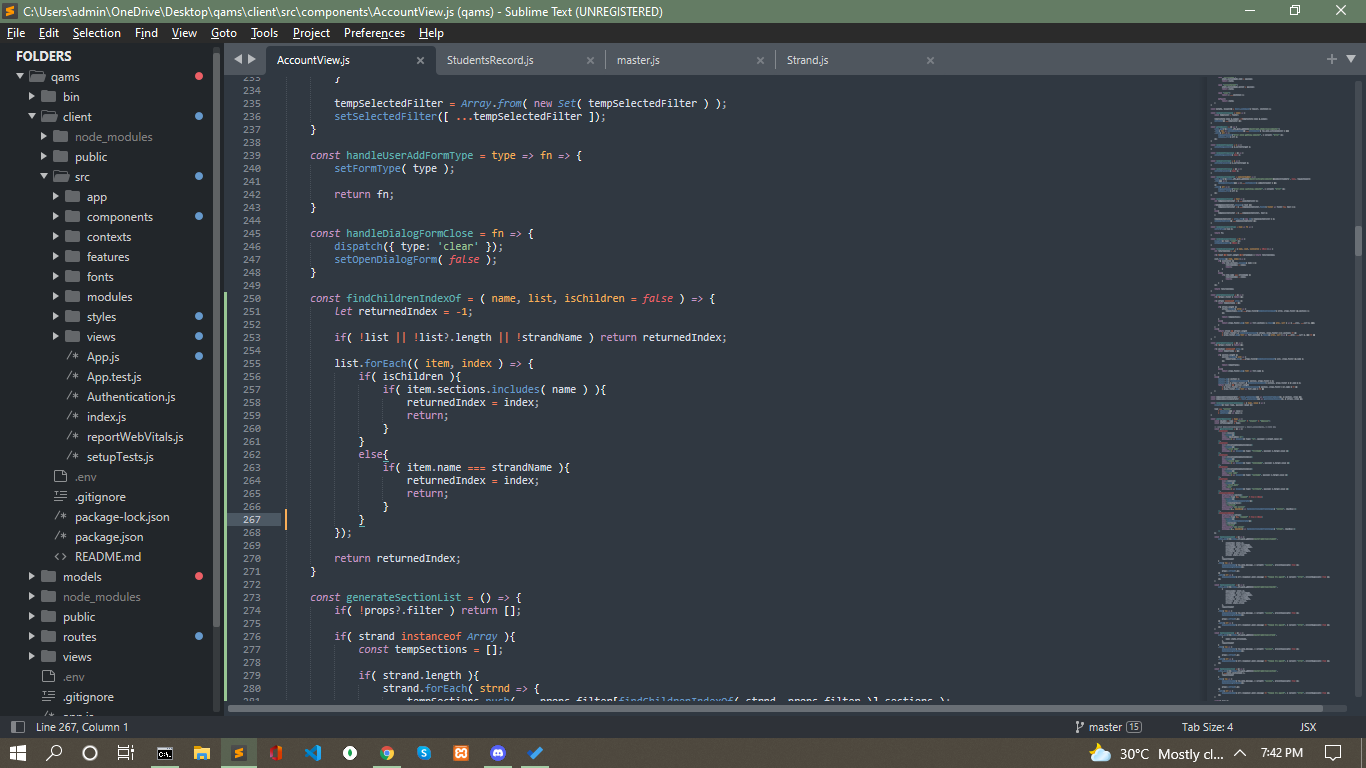 C:\Users\admin\OneDrive\Desktop\qams\client\src\components\AccountView.js (qams) - Sublime Text (UNREGISTERED)
File Edit Selection Find View Goto Tools Project Preferences Help
FOLDERS
qams
bin
client
node_modules
public
src
app
components
contexts
features
fonts
modules
styles
views
/* App.js
/* App.test.js
/* Authentication.js
/* index.js
/* reportWebVitals.js
/* setupTests.js
.env
.gitignore
/* package-lock.json
/* package.json
<> README.md
models
node_modules
public
routes
views
.env
.gitignore
AccountView.js StudentsRecord.js master.js Strand.js
233 }
234
235 tempSelectedFilter = Array.from( new Set( tempSelectedFilter ) );
236 setSelectedFilter([ ...tempSelectedFilter ]);
237 }
238
239 const handleUserAddFormType = type => fn => {
240 setFormType( type );
241
242 return fn;
243 }
244
245 const handleDialogFormClose = fn => {
246 dispatch({ type: 'clear' });
247 setOpenDialogForm( false );
248 }
249
250 const findChildrenIndexOf = ( name, list, isChildren = false ) => {
251 let returnedIndex = -1;
252
253 if( !list || !list?.length || !strandName ) return returnedIndex;
254
255 list.forEach(( item, index ) => {
256 if( isChildren ){
257 if( item.sections.includes( name ) ){
258 returnedIndex = index;
259 return;
260 }
261 }
262 else{
263 if( item.name === strandName ){
264 returnedIndex = index;
265 return;
266 }
267 }
268 });
269
270 return returnedIndex;
271 }
272
273 const generateSectionList = () => {
274 if( !props?.filter ) return [];
275
276 if( strand instanceof Array ){
277 const tempSections = [];
278
279 if( strand.length ){
280 strand.forEach( strnd => {
Line 267, Column 1
master 15
Tab Size: 4
JSX
30°C Mostly cl...
7:42 PM